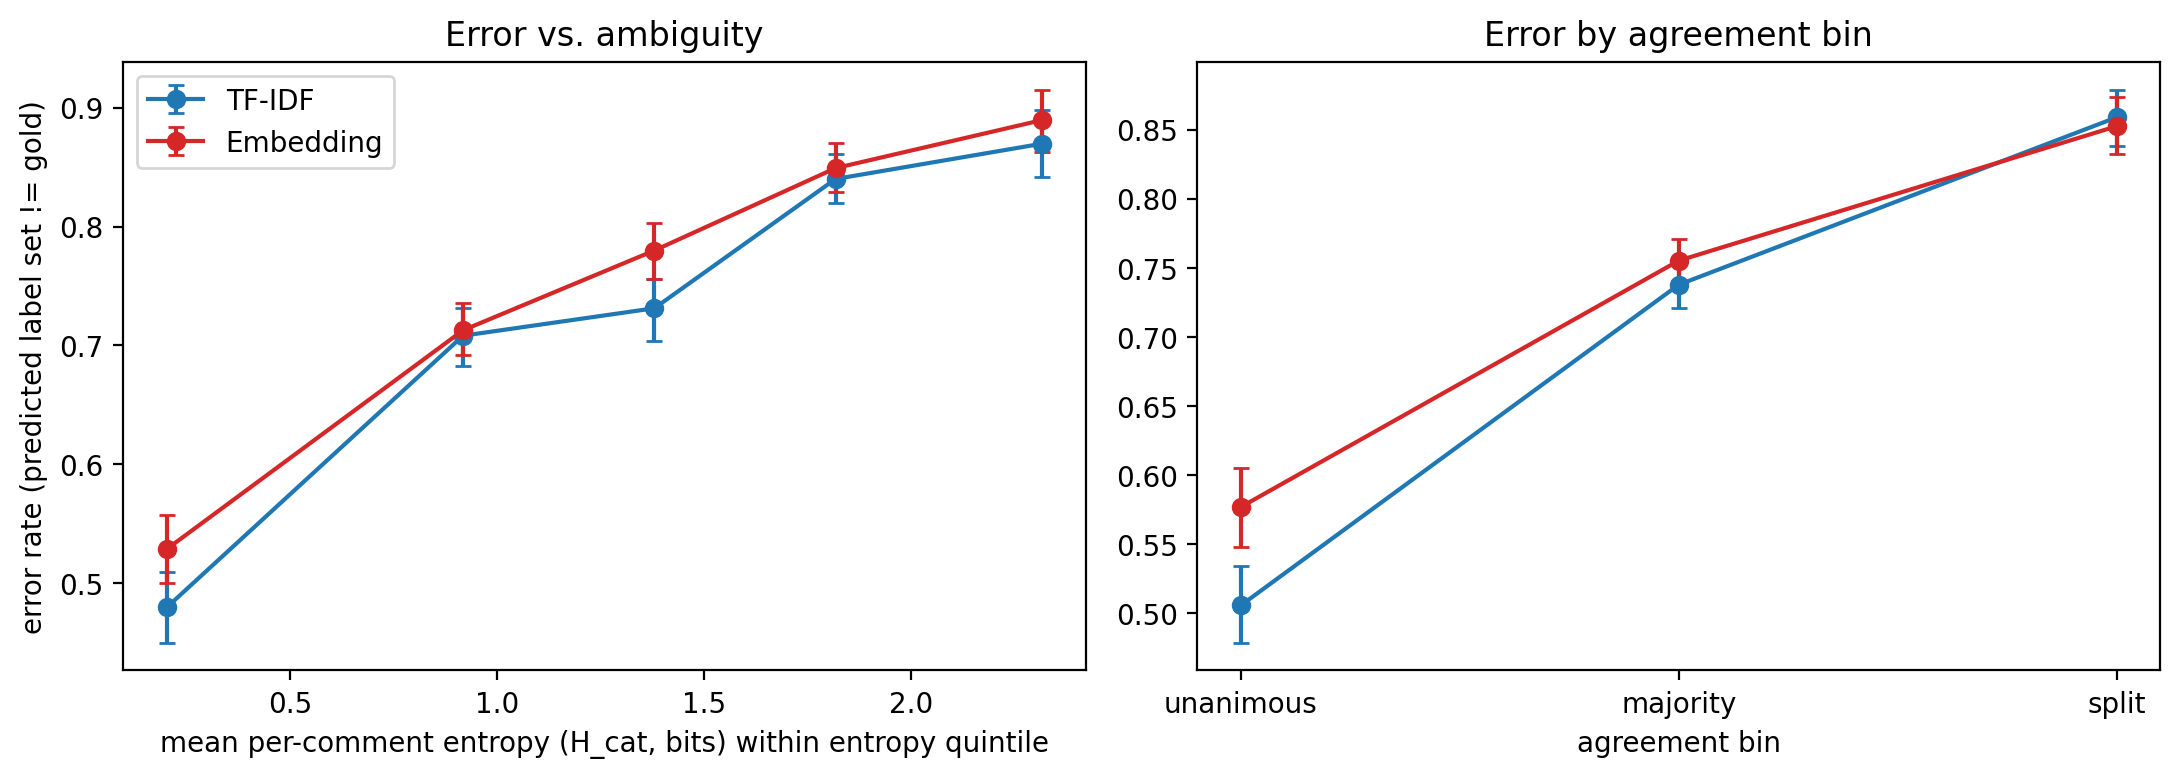 Error vs. ambiguity
TF-IDF
Embedding
error rate (predicted label set != gold)
0.9
0.8
0.7
0.6
0.5
0.5
1.0
1.5
2.0
mean per-comment entropy (H_cat, bits) within entropy quintile
Error by agreement bin
0.85
0.80
0.75
0.70
0.65
0.60
0.55
0.50
unanimous
majority
split
agreement bin